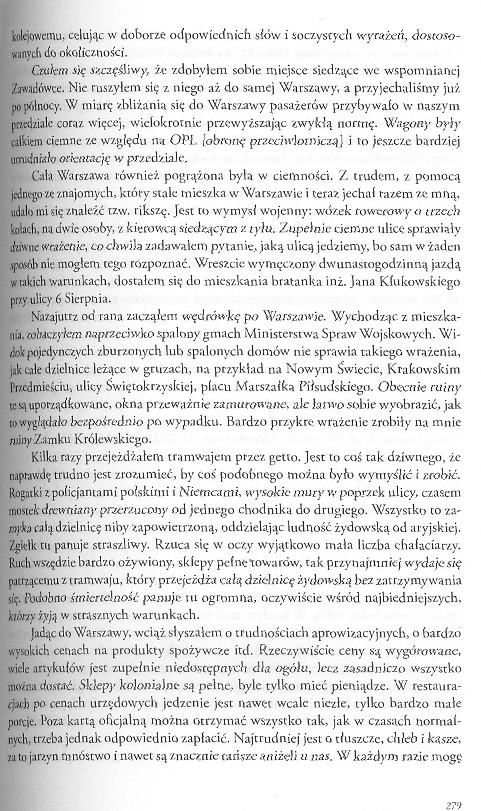 kolejowemu, celując w doborze odpowiednich słów i soczystych wyrażeń, dostoso-
wanych do okoliczności.
Czułem się szczęśliwy, że zdobyłem sobie miejsce siedzące we wspomnianej
Zawadówce. Nie ruszyłem się z niego aż do samej Warszawy, a przyjechaliśmy już
po północy. W miarę zbliżania się do Warszawy pasażerów przybywało w naszym
przedziale coraz więcej, wielokrotnie przewyższając zwykłą normę. Wagony były
całkiem ciemne ze względu na OPL [obronę przeciwlotniczą] i to jeszcze bardziej
utrudniało orientację w przedziale.
Cała Warszawa również pogrążona była w ciemności. Z trudem, z pomocą
jednego ze znajomych, który stale mieszka w Warszawie i teraz jechał razem ze mną,
udało mi się znaleźć tzw. rikszę. Jest to wymysł wojenny: wózek rowerowy o trzech
kołach, na dwie osoby, z kierowcą siedzącym z tyłu. Zupełnie ciemne ulice sprawiały
dziwne wrażenie, co chwila zadawałem pytanie, jaką ulicą jedziemy, bo sam w żaden
sposób nie mogłem tego rozpoznać. Wreszcie wymęczony dwunastogodzinną jazdą
w takich warunkach, dostałem się do mieszkania bratanka inż. Jana Klukowskiego
przy ulicy 6 Sierpnia.
Nazajutrz od rana zacząłem wędrówkę po Warszawie. Wychodząc z mieszka-
nia, zobaczyłem naprzeciwko spalony gmach Ministerstwa Spraw Wojskowych. Wi-
dok pojedynczych zburzonych lub spalonych domów nie sprawia takiego wrażenia,
jak całe dzielnice leżące w gruzach, na przykład na Nowym Świecie, Krakowskim
Przedmieściu, ulicy Świętokrzyskiej, placu Marszałka Piłsudskiego. Obecnie ruiny
te są uporządkowane, okna przeważnie zamurowane, ale łatwo sobie wyobrazić, jak
to wyglądało bezpośrednio po wypadku. Bardzo przykre wrażenie zrobiły na mnie
ruiny Zamku Królewskiego.
Kilka razy przejeżdżałem tramwajem przez getto. Jest to coś tak dziwnego, że
naprawdę trudno jest zrozumieć, by coś podobnego można było wymyślić i zrobić.
Rogatki z policjantami polskimi i Niemcami, wysokie mury w poprzek ulicy, czasem
mostek drewniany przerzucony od jednego chodnika do drugiego. Wszystko to za-
myka całą dzielnicę niby zapowietrzoną, oddzielając ludność żydowską od aryjskiej.
Zgiełk tu panuje straszliwy. Rzuca się w oczy wyjątkowo mała liczba chałaciarzy.
Ruch wszędzie bardzo ożywiony, sklepy pełne towarów, tak przynajmniej wydaje się
patrzącemu z tramwaju, który przejeżdża całą dzielnicę żydowską bez zatrzymywania
się. Podobno śmiertelność panuje tu ogromna, oczywiście wśród najbiedniejszych,
którzy żyją w strasznych warunkach.
Jadąc do Warszawy, wciąż słyszałem o trudnościach aprowizacyjnych, o bardzo
wysokich cenach na produkty spożywcze itd. Rzeczywiście ceny są wygórowane,
wiele artykułów jest zupełnie niedostępnych dla ogółu, lecz zasadniczo wszystko
można dostać. Sklepy kolonialne są pełne, byle tylko mieć pieniądze. W restaura-
cjach po cenach urzędowych jedzenie jest nawet wcale niezłe, tylko bardzo małe
porcje. Poza kartą oficjalną można otrzymać wszystko tak, jak w czasach normal-
nych, trzeba jednak odpowiednio zapłacić. Najtrudniej jest o tłuszcze, chleb i kasze,
za to jarzyn mnóstwo i nawet są znacznie tańsze aniżeli u nas. W każdym razie mogę
279